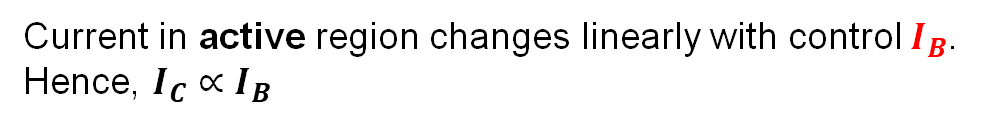 Current in active region changes linearly with control I_B.
Hence, I_C ∝ I_B